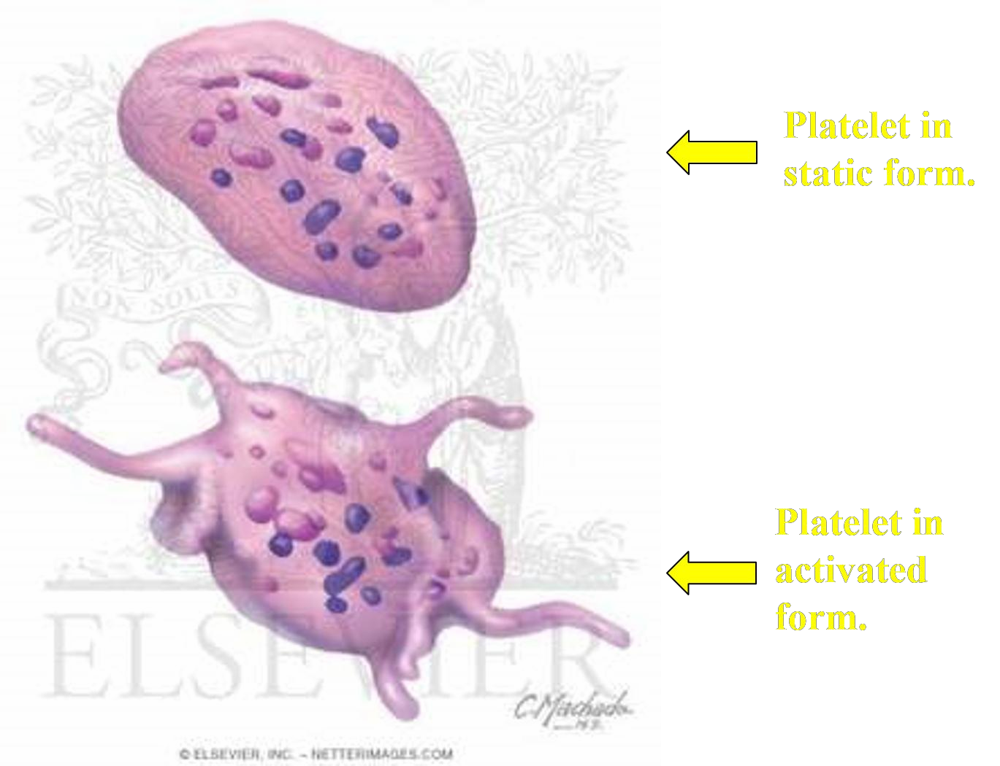 Platelet in
static form.
NON SOLUS
Platelet in
activated
form.
ELSEVIER
C. Machado
© ELSEVIER, INC. – NETTERIMAGES.COM